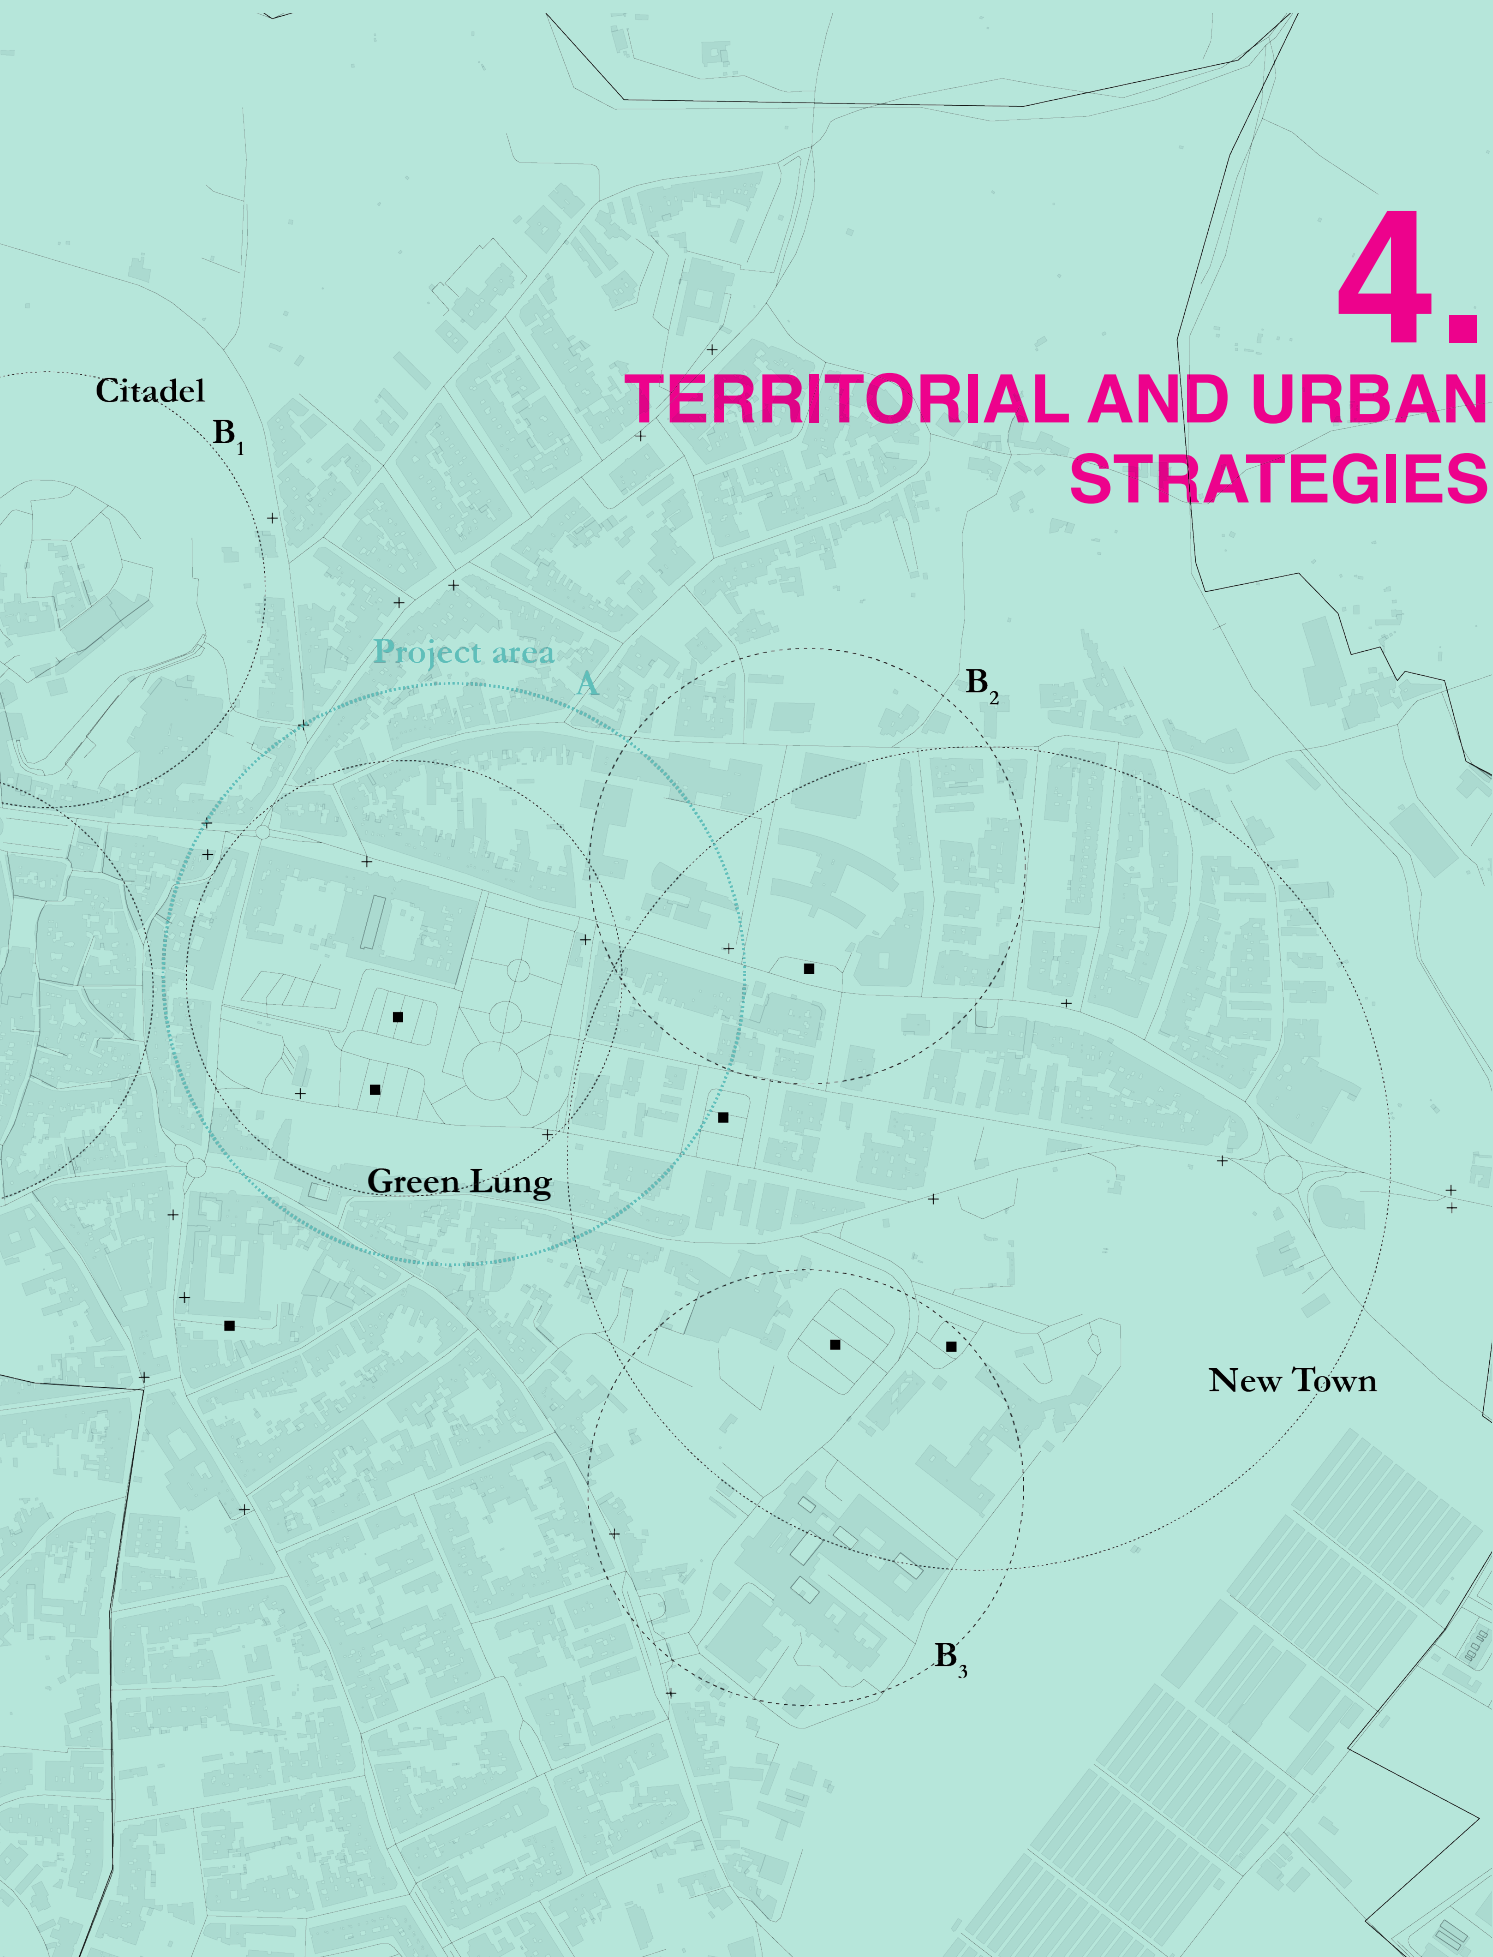 4.
TERRITORIAL AND URBAN
STRATEGIES
Citadel
B1
Project area
A
B2
Green Lung
New Town
B3